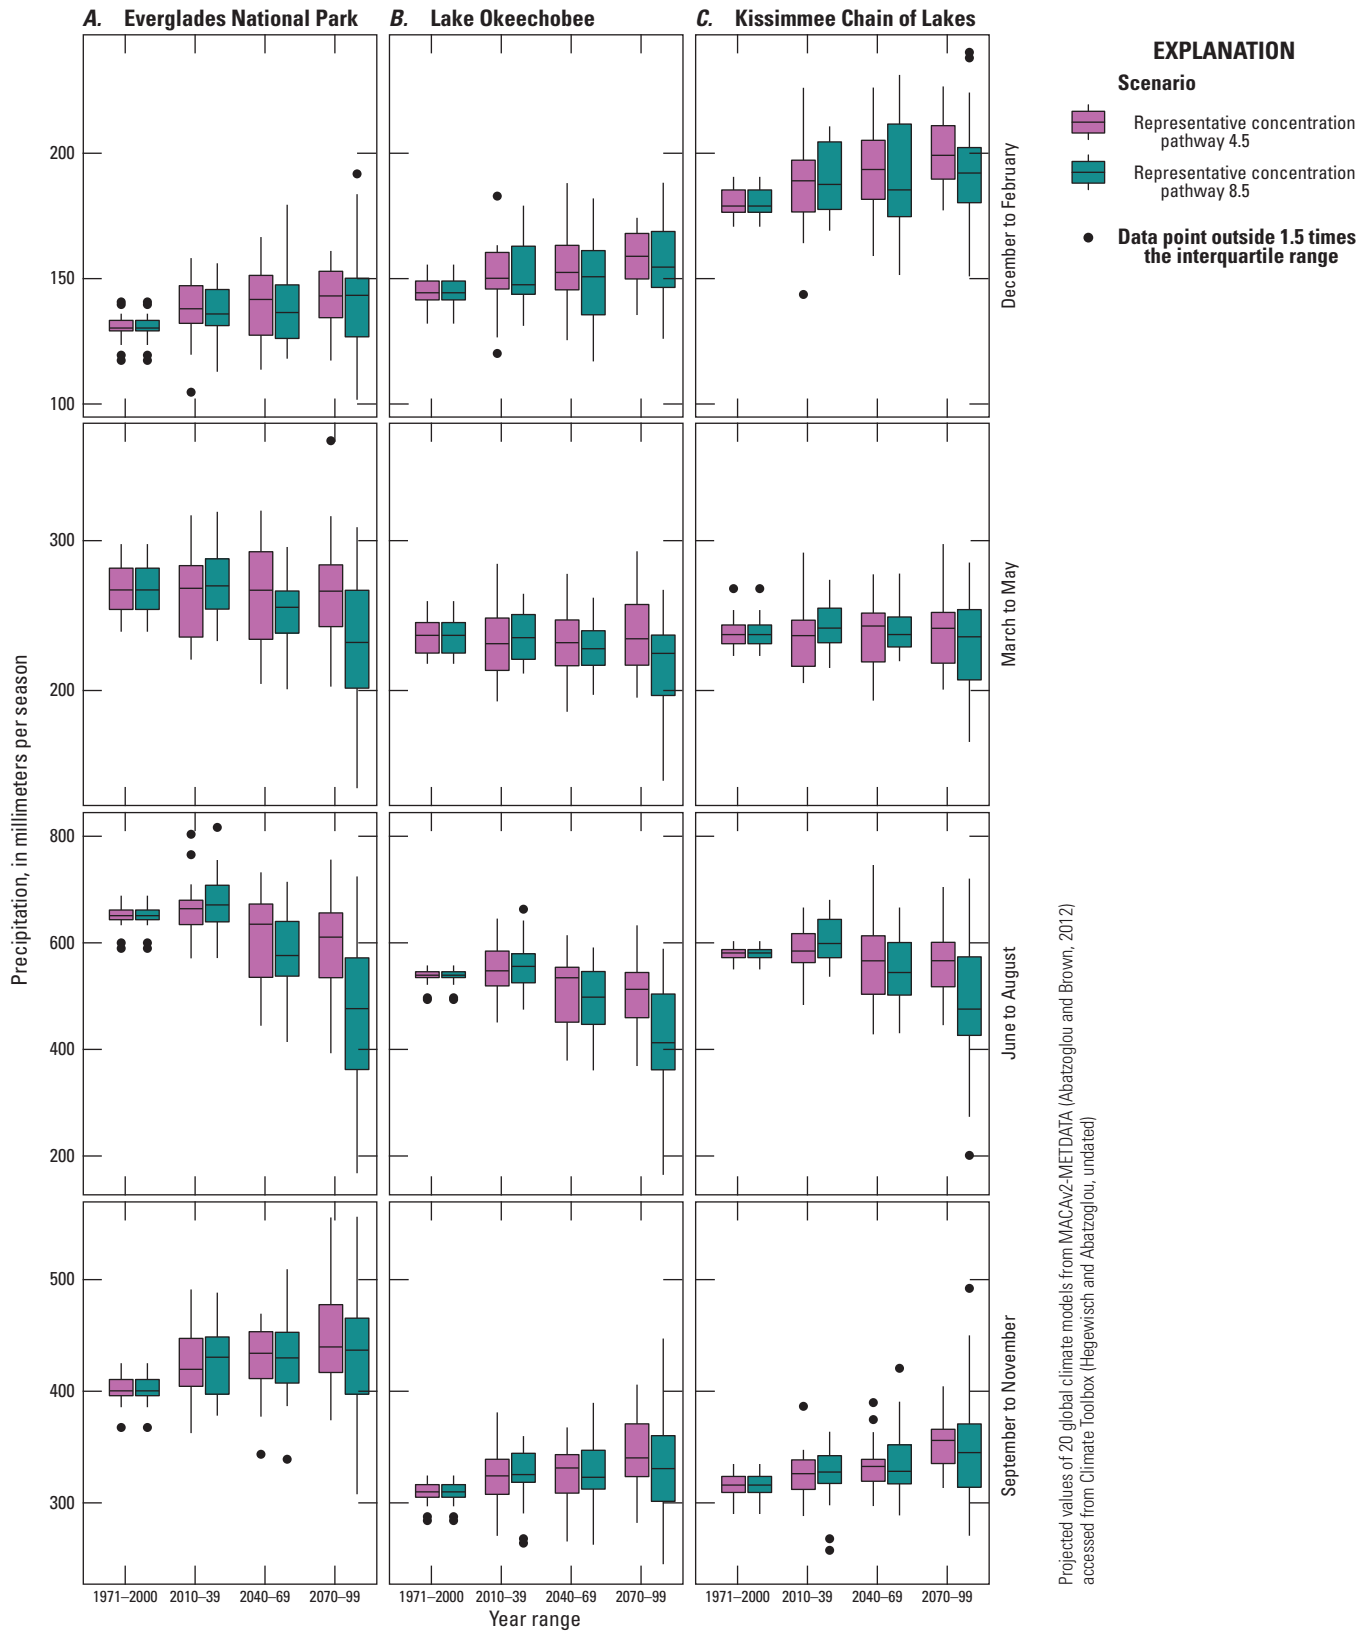 A. Everglades National Park
B. Lake Okeechobee
C. Kissimmee Chain of Lakes
EXPLANATION
Scenario
Representative concentration
pathway 4.5
Representative concentration
pathway 8.5
Data point outside 1.5 times
the interquartile range
Precipitation, in millimeters per season
200
150
100
December to February
300
200
March to May
800
600
400
200
June to August
500
400
300
September to November
1971–2000 2010–39 2040–69 2070–99
1971–2000 2010–39 2040–69 2070–99
1971–2000 2010–39 2040–69 2070–99
Year range
Projected values of 20 global climate models from MACAv2-METDATA (Abatzoglou and Brown, 2012)
accessed from Climate Toolbox (Hegewisch and Abatzoglou, undated)